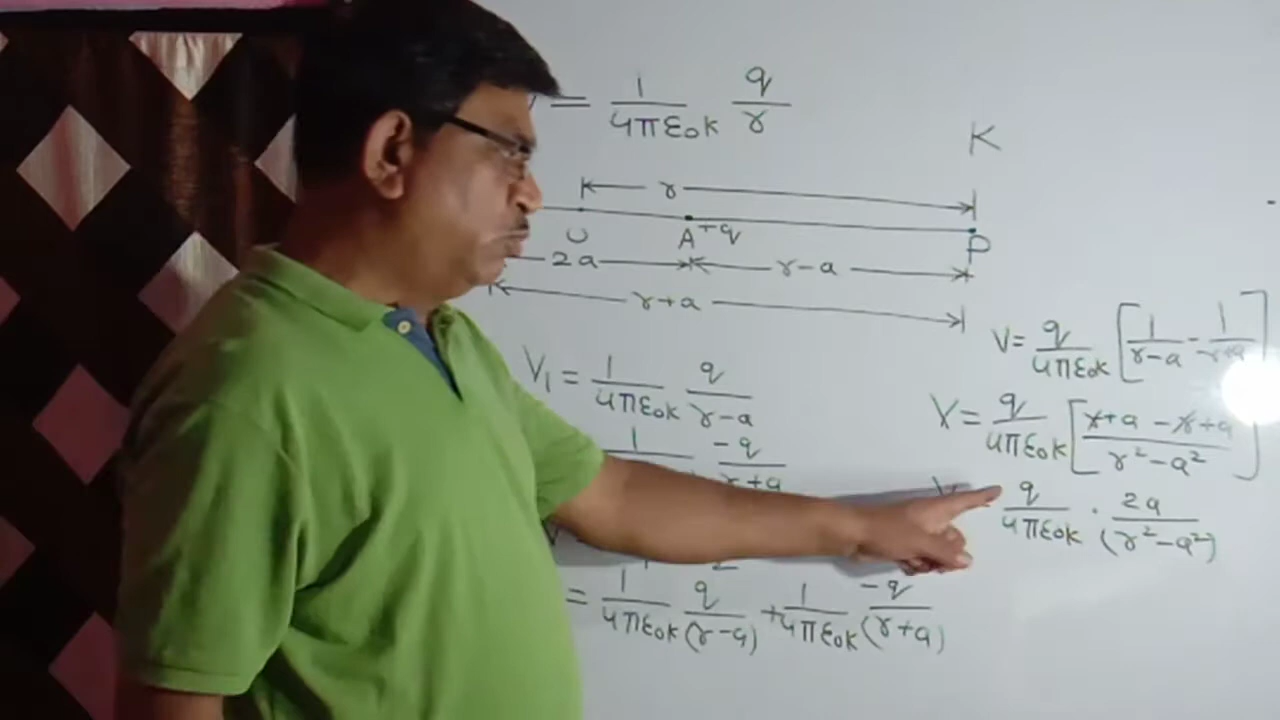 = 1/4πε₀K q/r
K
r
O A +q P
2a r-a
r+a
V₁ = 1/4πε₀K q/r-a
1 -q/r+a
= 1/4πε₀K q/(r-a) + 1/4πε₀K -q/(r+a)
V = q/4πε₀K [1/r-a - 1/r+a]
V = q/4πε₀K [r+a-r+a/r²-a²]
q/4πε₀K · 2a/(r²-a²)